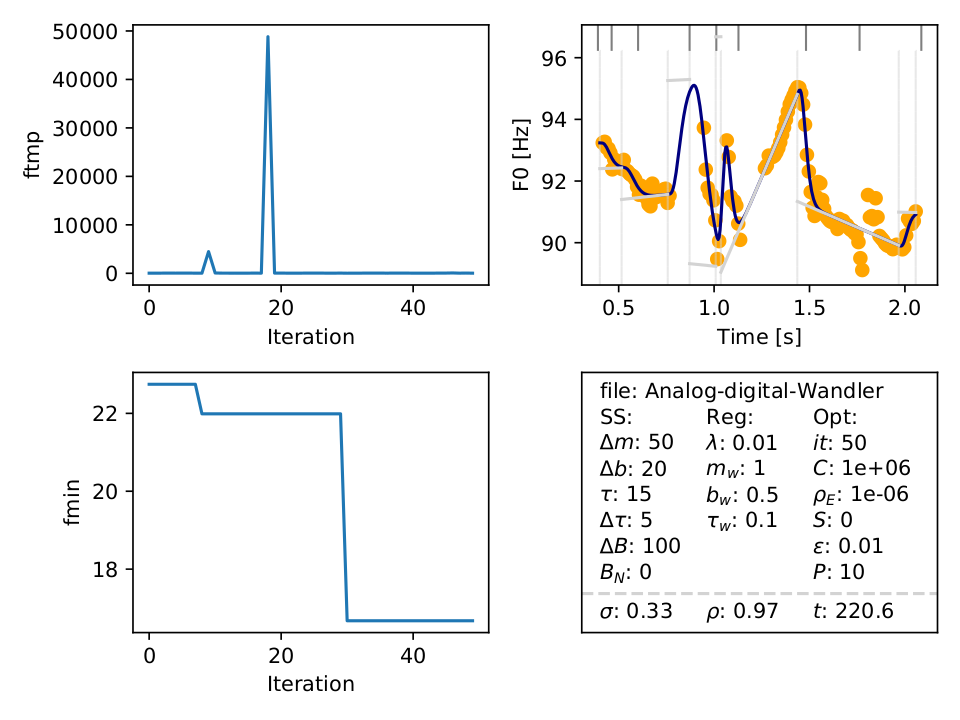 50000
40000
30000
20000
10000
0
ftmp
0 20 40
Iteration
96
94
92
90
F0 [Hz]
0.5 1.0 1.5 2.0
Time [s]
22
20
18
fmin
0 20 40
Iteration
file: Analog-digital-Wandler
SS: Reg: Opt:
Δm: 50 λ: 0.01 it: 50
Δb: 20 m_w: 1 C: 1e+06
τ: 15 b_w: 0.5 ρ_E: 1e-06
Δτ: 5 τ_w: 0.1 S: 0
ΔB: 100 ε: 0.01
B_N: 0 P: 10
σ: 0.33 ρ: 0.97 t: 220.6